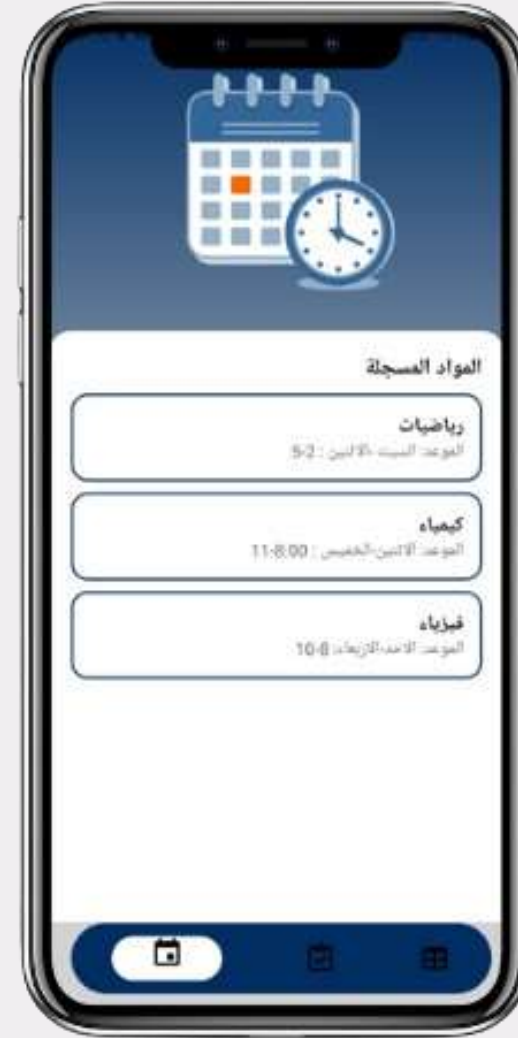 المواد المسجلة
رياضيات
الموعد: السبت -الاثنين : 2-5
كيمياء
الموعد: الاثنين-الخميس : 8:00-11
فيزياء
الموعد: الاحد-الاربعاء: 8-10